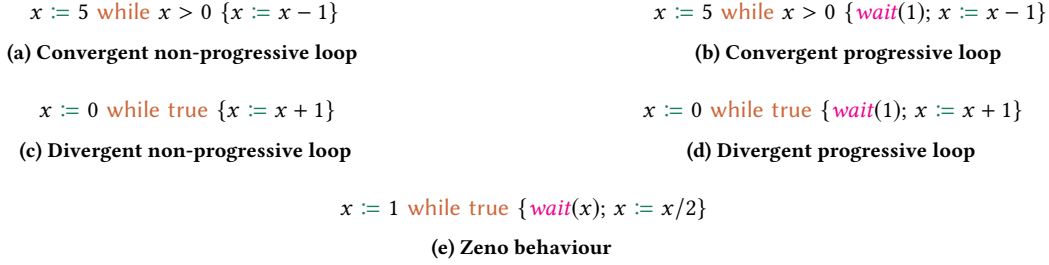 x := 5 while x > 0 {x := x − 1}
x := 5 while x > 0 {wait(1); x := x − 1}
(a) Convergent non-progressive loop
(b) Convergent progressive loop
x := 0 while true {x := x + 1}
x := 0 while true {wait(1); x := x + 1}
(c) Divergent non-progressive loop
(d) Divergent progressive loop
x := 1 while true {wait(x); x := x/2}
(e) Zeno behaviour